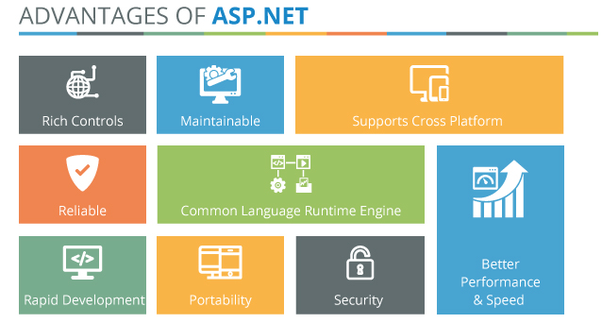 ADVANTAGES OF ASP.NET
Rich Controls
Maintainable
Supports Cross Platform
Reliable
Common Language Runtime Engine
Better
Performance
& Speed
Rapid Development
Portability
Security